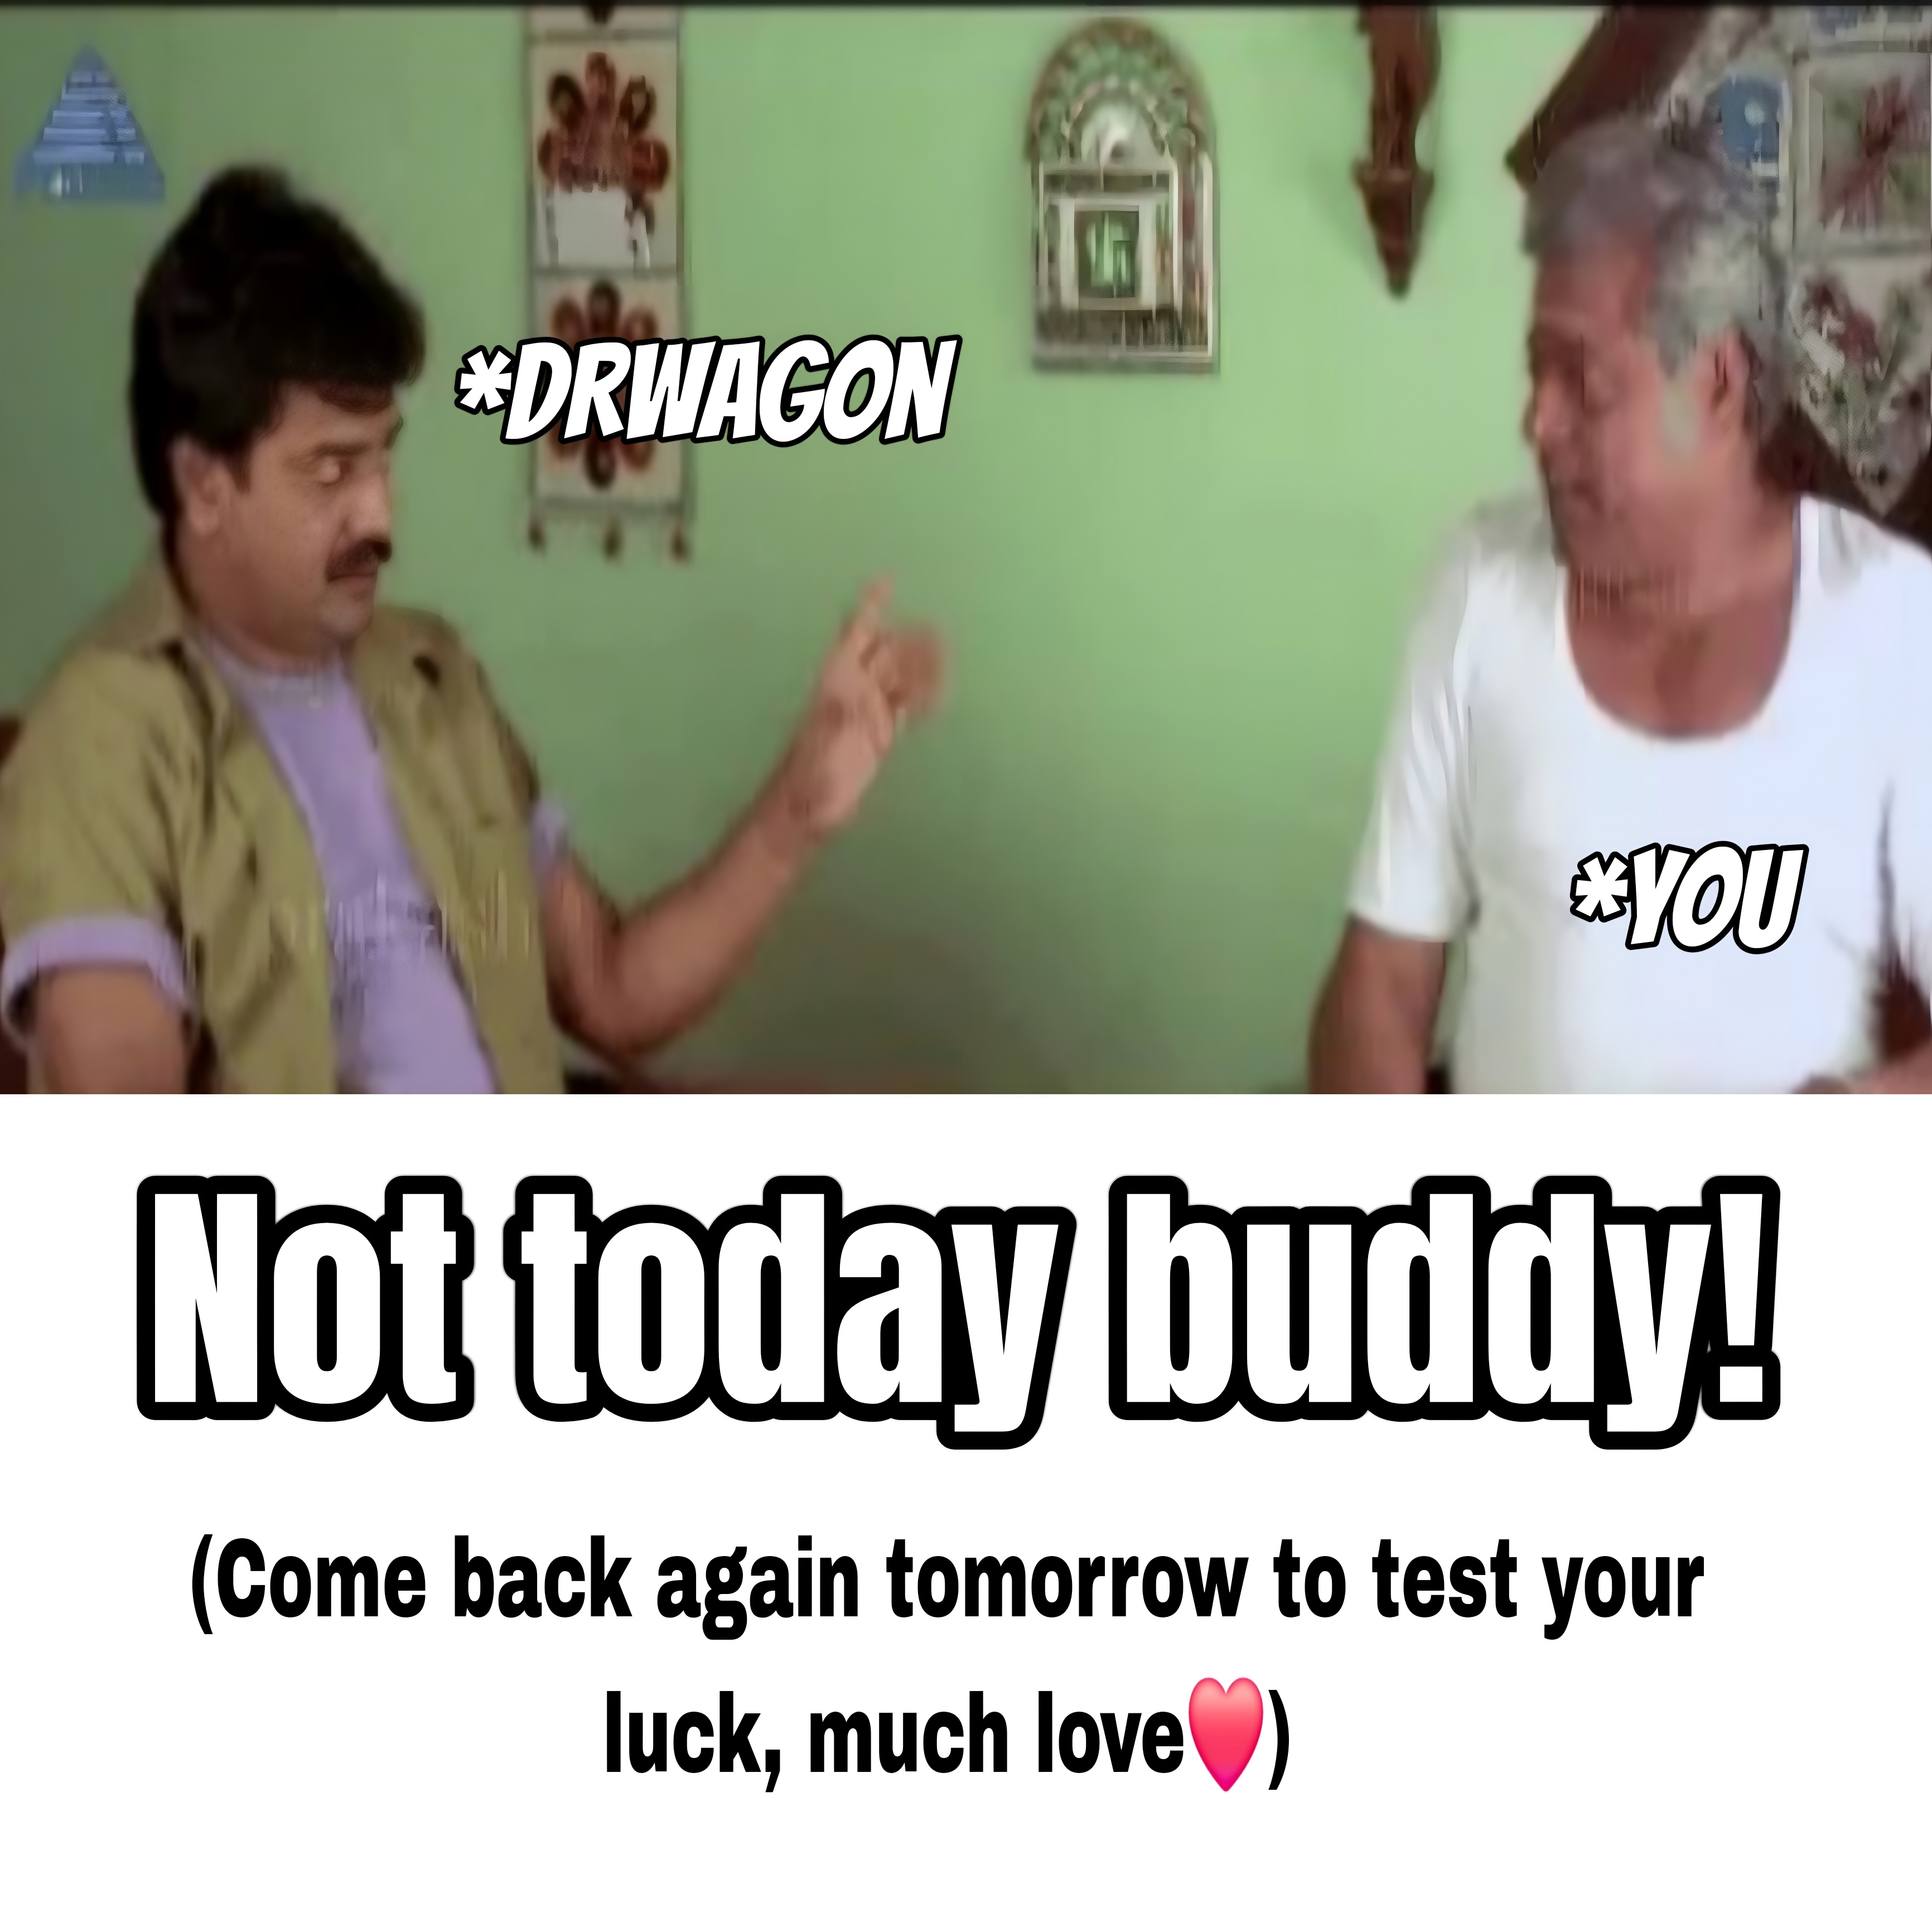 *DRWAGON
*YOU
Not today buddy!
(Come back again tomorrow to test your
luck, much love♥)